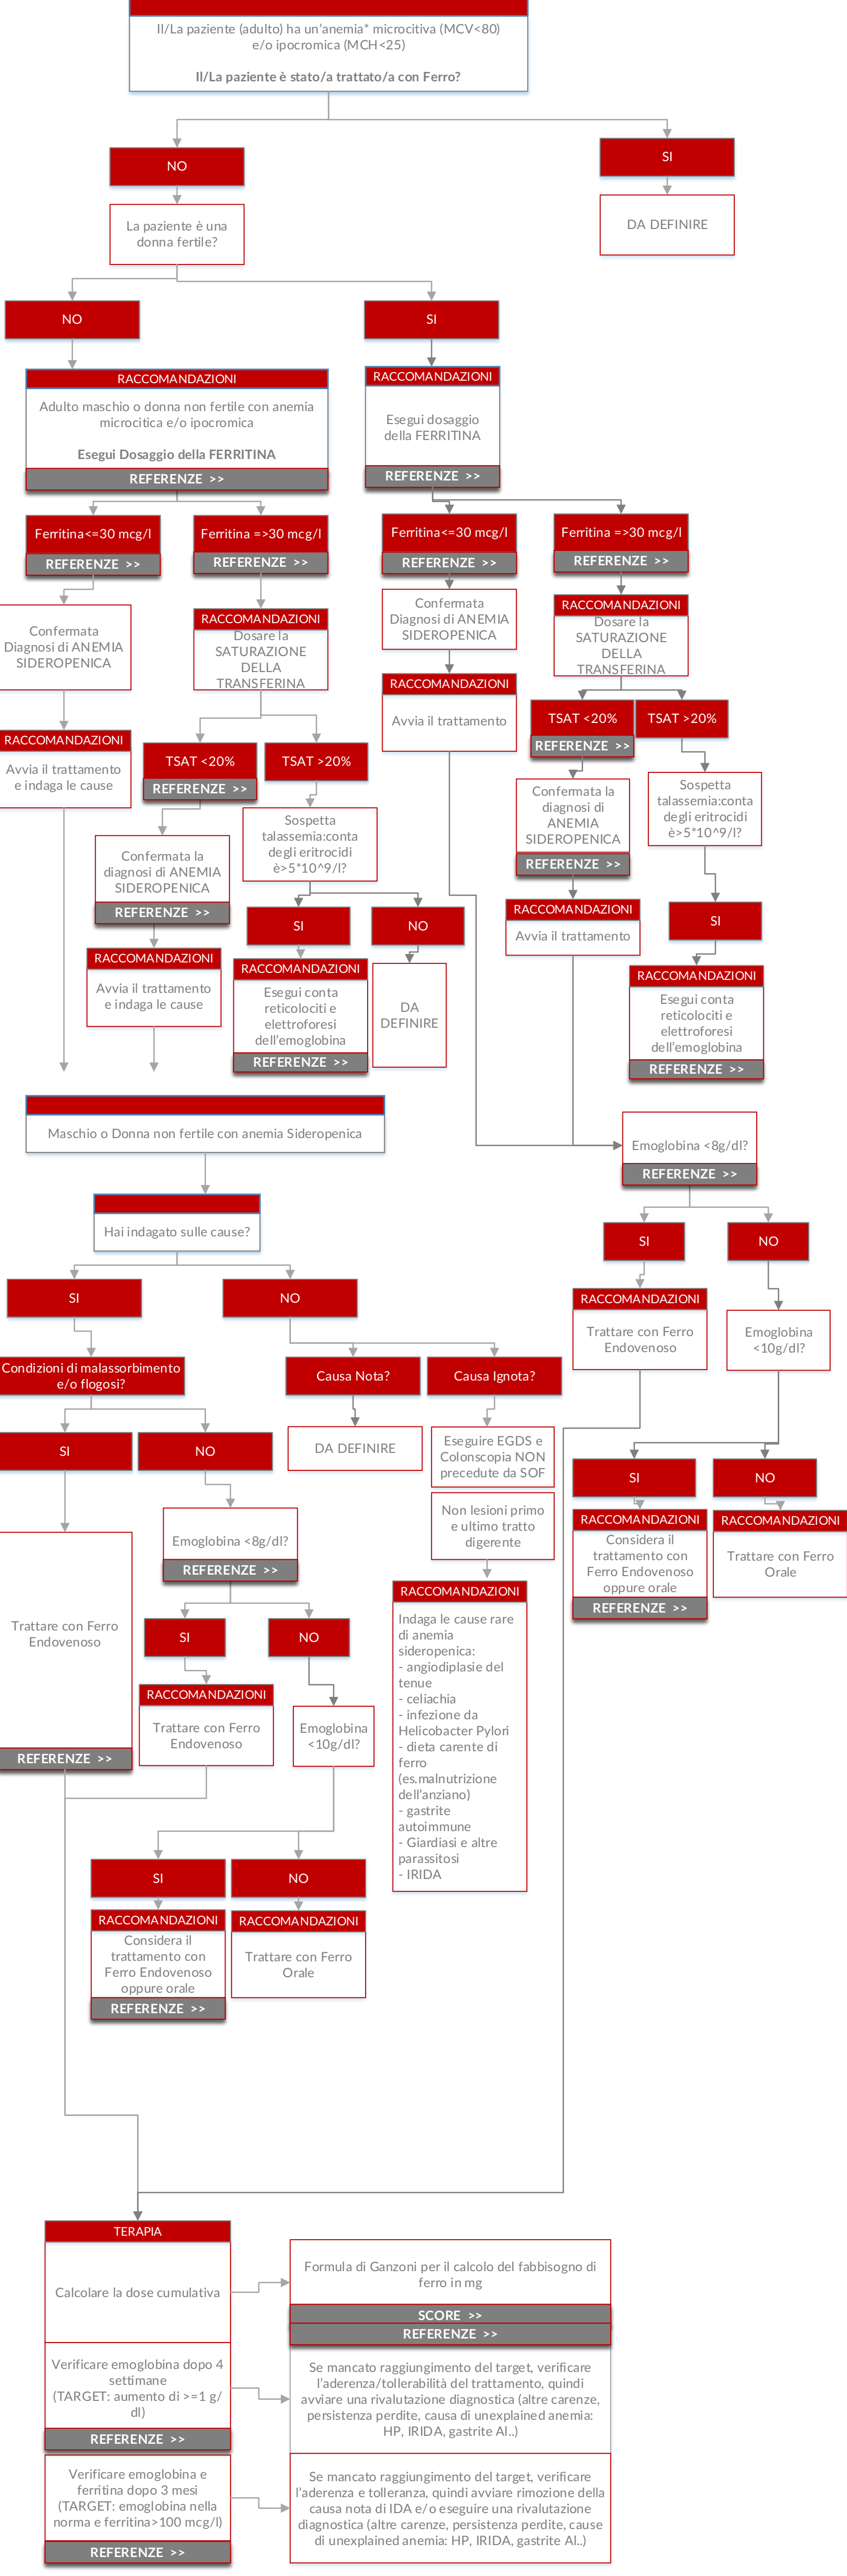 Il/La paziente (adulto) ha un'anemia* microcitiva (MCV<80)
e/o ipocromica (MCH<25)
Il/La paziente è stato/a trattato/a con Ferro?
NO
SI
La paziente è una
donna fertile?
DA DEFINIRE
NO
SI
RACCOMANDAZIONI
Adulto maschio o donna non fertile con anemia
microcitica e/o ipocromica
Esegui Dosaggio della FERRITINA
REFERENZE >>
RACCOMANDAZIONI
Esegui dosaggio
della FERRITINA
REFERENZE >>
Ferritina<=30 mcg/l
REFERENZE >>
Ferritina =>30 mcg/l
REFERENZE >>
Ferritina<=30 mcg/l
REFERENZE >>
Ferritina =>30 mcg/l
REFERENZE >>
Confermata
Diagnosi di ANEMIA
SIDEROPENICA
RACCOMANDAZIONI
Dosare la
SATURAZIONE
DELLA
TRANSFERINA
Confermata
Diagnosi di ANEMIA
SIDEROPENICA
RACCOMANDAZIONI
Dosare la
SATURAZIONE
DELLA
TRANSFERINA
RACCOMANDAZIONI
Avvia il trattamento
RACCOMANDAZIONI
Avvia il trattamento
e indaga le cause
TSAT <20%
REFERENZE >>
TSAT >20%
TSAT <20%
REFERENZE >>
TSAT >20%
Confermata la
diagnosi di ANEMIA
SIDEROPENICA
REFERENZE >>
Sospetta
talassemia:conta
degli eritrocidi
è>5*10^9/l?
Confermata la
diagnosi di
ANEMIA
SIDEROPENICA
REFERENZE >>
Sospetta
talassemia:conta
degli eritrocidi
è>5*10^9/l?
RACCOMANDAZIONI
Avvia il trattamento
e indaga le cause
SI
NO
RACCOMANDAZIONI
Avvia il trattamento
SI
RACCOMANDAZIONI
Esegui conta
reticolociti e
elettroforesi
dell'emoglobina
REFERENZE >>
DA
DEFINIRE
RACCOMANDAZIONI
Esegui conta
reticolociti e
elettroforesi
dell'emoglobina
REFERENZE >>
Maschio o Donna non fertile con anemia Sideropenica
Emoglobina <8g/dl?
REFERENZE >>
Hai indagato sulle cause?
SI
NO
SI
NO
RACCOMANDAZIONI
Trattare con Ferro
Endovenoso
Emoglobina
<10g/dl?
Condizioni di malassorbimento
e/o flogosi?
Causa Nota?
Causa Ignota?
SI
NO
DA DEFINIRE
Eseguire EGDS e
Colonscopia NON
precedute da SOF
SI
NO
Non lesioni primo
e ultimo tratto
digerente
RACCOMANDAZIONI
Considera il
trattamento con
Ferro Endovenoso
oppure orale
REFERENZE >>
RACCOMANDAZIONI
Trattare con Ferro
Orale
Trattare con Ferro
Endovenoso
REFERENZE >>
Emoglobina <8g/dl?
REFERENZE >>
RACCOMANDAZIONI
Indaga le cause rare
di anemia
sideropenica:
- angiodiplasie del
tenue
- celiachia
- infezione da
Helicobacter Pylori
- dieta carente di
ferro
(es.malnutrizione
dell'anziano)
- gastrite
autoimmune
- Giardiasi e altre
parassitosi
- IRIDA
SI
NO
RACCOMANDAZIONI
Trattare con Ferro
Endovenoso
Emoglobina
<10g/dl?
SI
NO
RACCOMANDAZIONI
Considera il
trattamento con
Ferro Endovenoso
oppure orale
REFERENZE >>
RACCOMANDAZIONI
Trattare con Ferro
Orale
TERAPIA
Calcolare la dose cumulativa
Formula di Ganzoni per il calcolo del fabbisogno di
ferro in mg
SCORE >>
REFERENZE >>
Verificare emoglobina dopo 4
settimane
(TARGET: aumento di >=1 g/
dl)
REFERENZE >>
Se mancato raggiungimento del target, verificare
l'aderenza/tollerabilità del trattamento, quindi
avviare una rivalutazione diagnostica (altre carenze,
persistenza perdite, causa di unexplained anemia:
HP, IRIDA, gastrite AI..)
Verificare emoglobina e
ferritina dopo 3 mesi
(TARGET: emoglobina nella
norma e ferritina>100 mcg/l)
REFERENZE >>
Se mancato raggiungimento del target, verificare
l'aderenza e tolleranza, quindi avviare rimozione della
causa nota di IDA e/o eseguire una rivalutazione
diagnostica (altre carenze, persistenza perdite, cause
di unexplained anemia: HP, IRIDA, gastrite AI..)